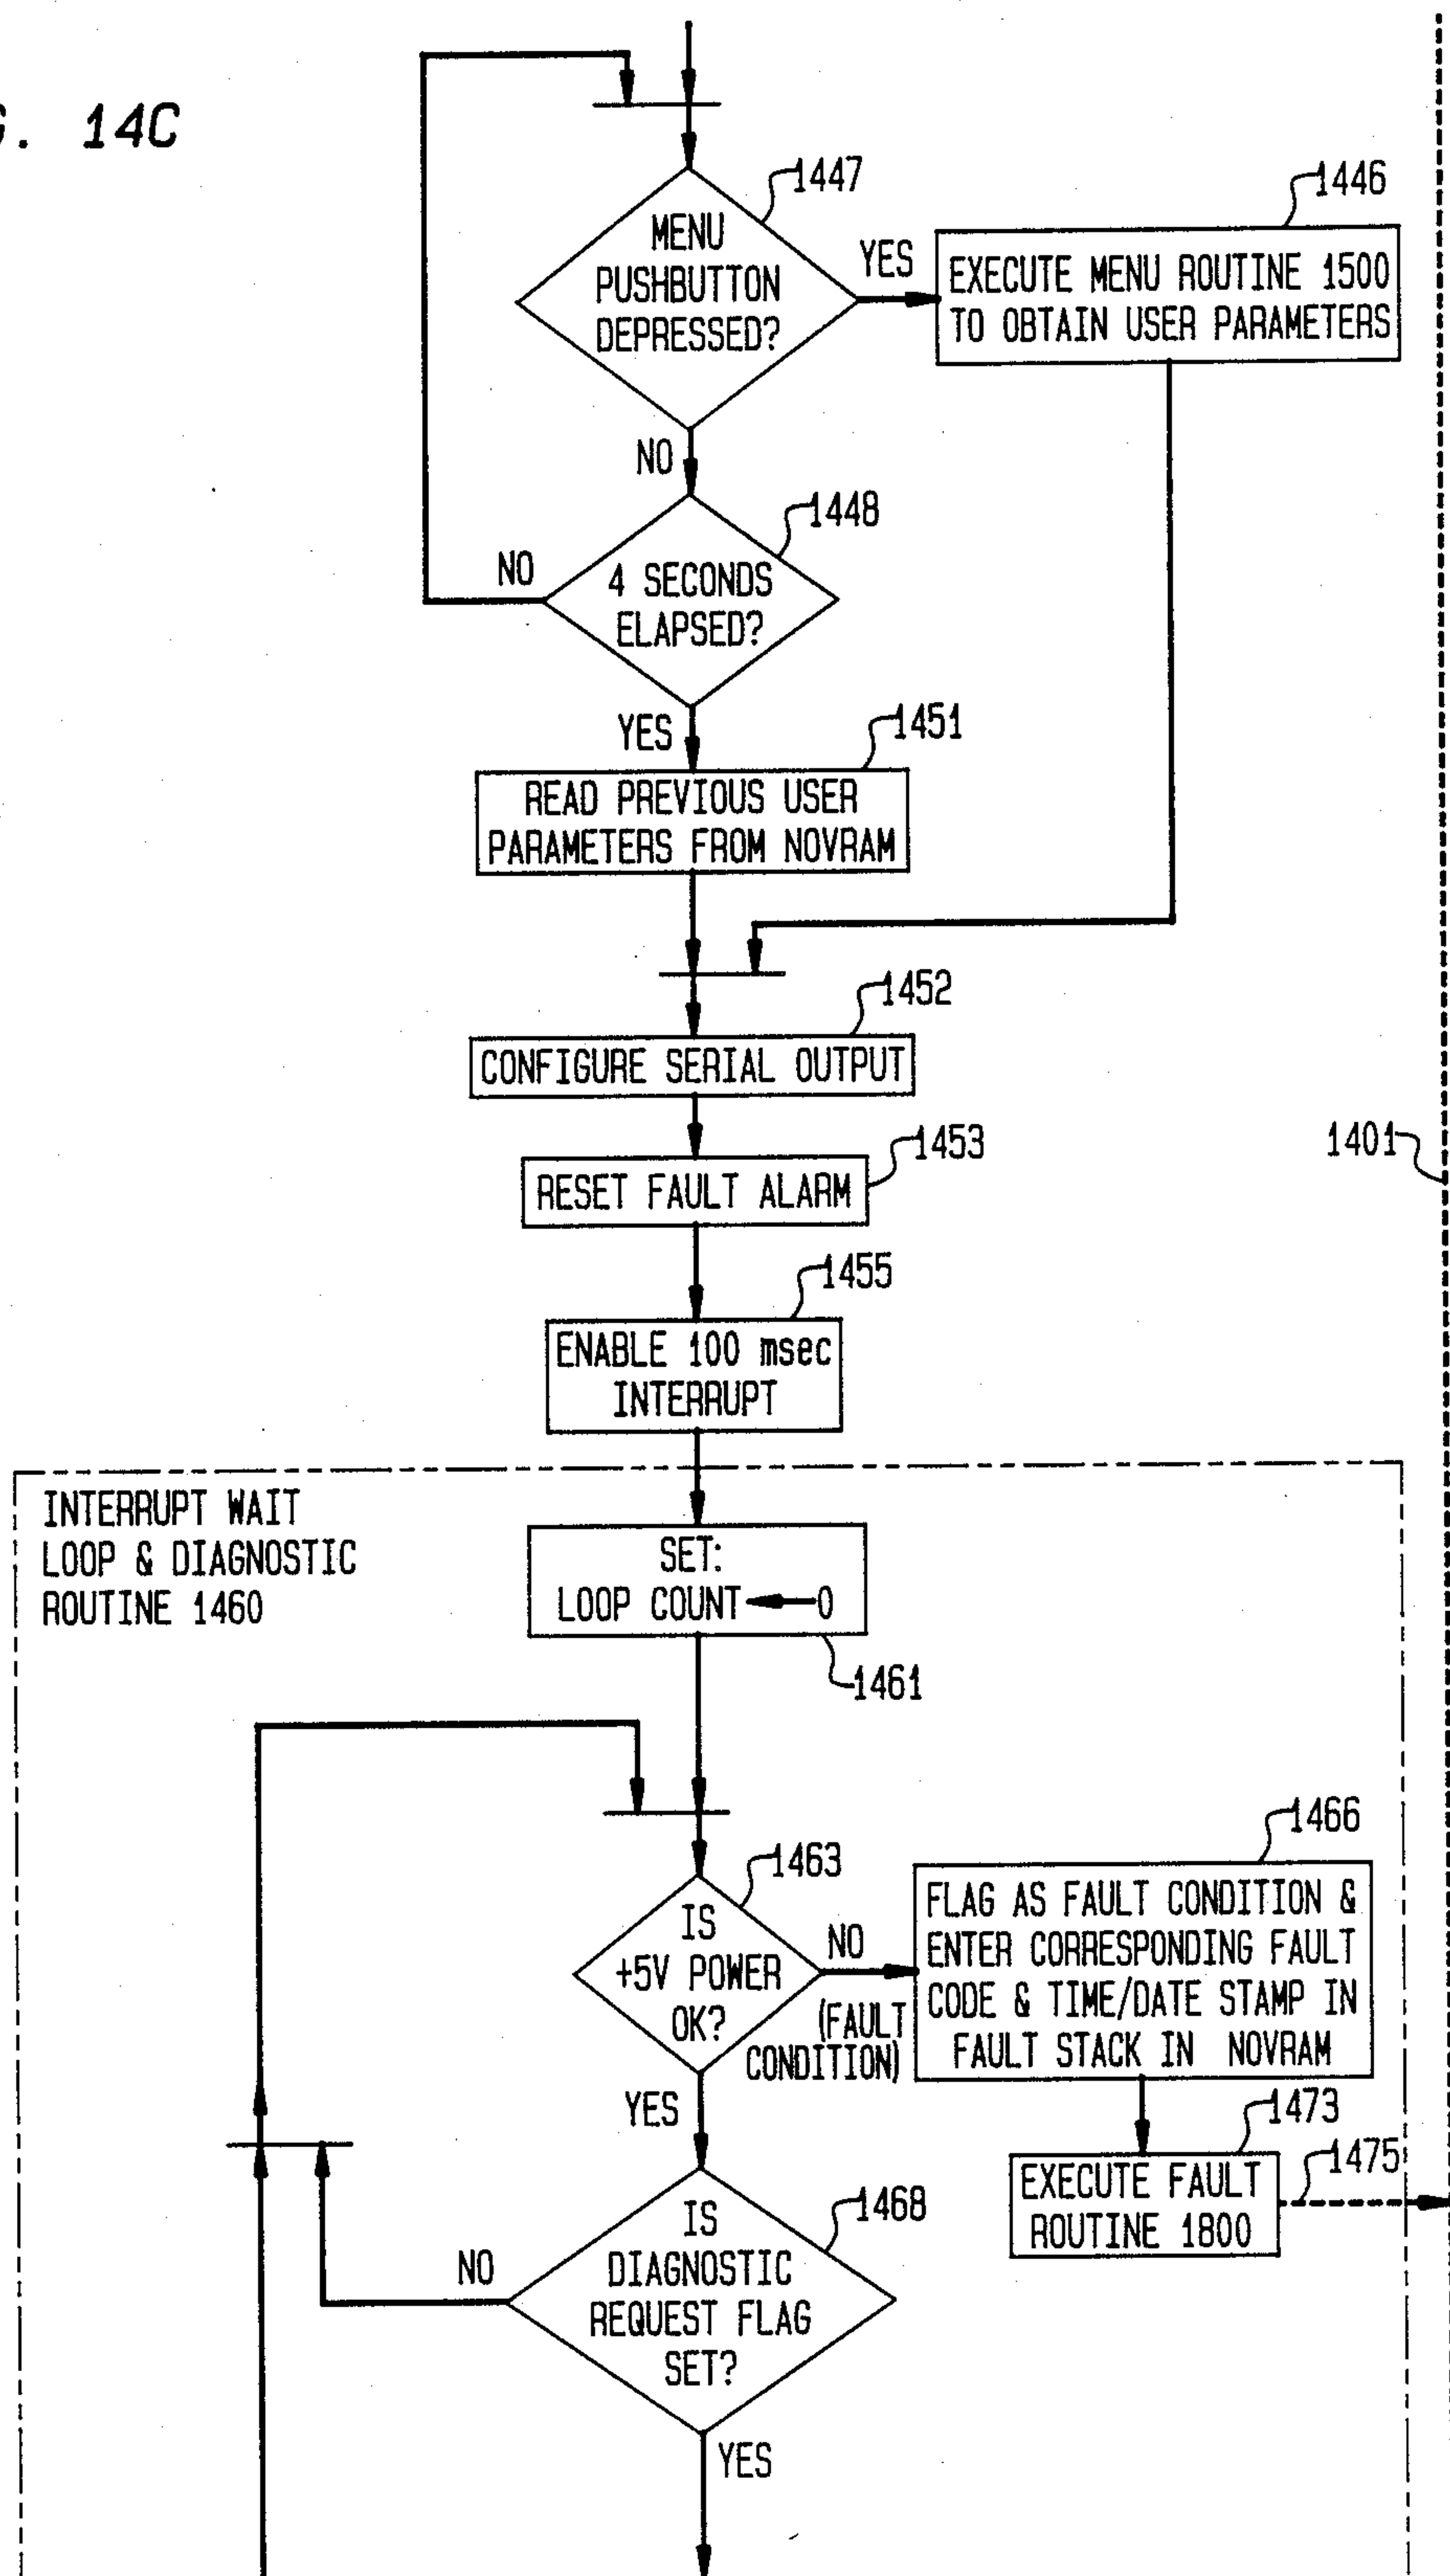 . 14C
1447
MENU
PUSHBUTTON
DEPRESSED?
YES
1446
EXECUTE MENU ROUTINE 1500
TO OBTAIN USER PARAMETERS
NO
1448
NO
4 SECONDS
ELAPSED?
YES
1451
READ PREVIOUS USER
PARAMETERS FROM NOVRAM
1452
CONFIGURE SERIAL OUTPUT
1453
1401
RESET FAULT ALARM
1455
ENABLE 100 msec
INTERRUPT
INTERRUPT WAIT
LOOP & DIAGNOSTIC
ROUTINE 1460
SET:
LOOP COUNT ← 0
1461
1463
IS
+5V POWER
OK?
NO
(FAULT
CONDITION)
1466
FLAG AS FAULT CONDITION &
ENTER CORRESPONDING FAULT
CODE & TIME/DATE STAMP IN
FAULT STACK IN NOVRAM
YES
1473
1475
EXECUTE FAULT
ROUTINE 1800
1468
IS
DIAGNOSTIC
REQUEST FLAG
SET?
NO
YES